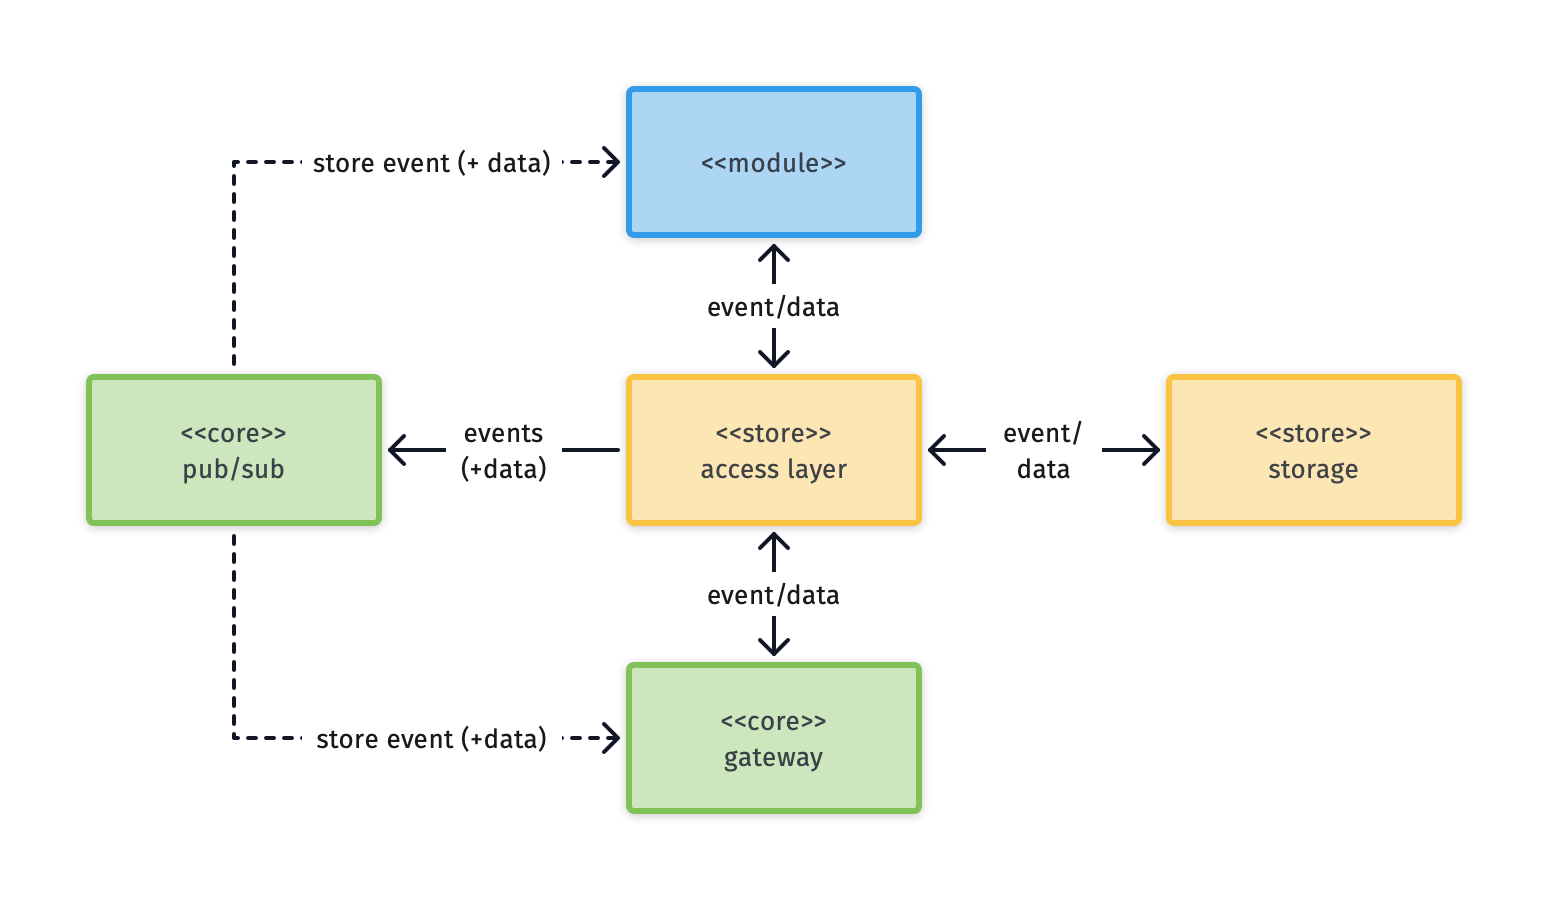 <<module>>
store event (+ data)
event/data
<<core>>
pub/sub
events
(+data)
<<store>>
access layer
event/
data
<<store>>
storage
event/data
store event (+data)
<<core>>
gateway